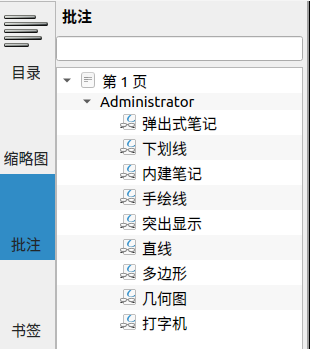 批注
目录
第 1 页
Administrator
弹出式笔记
下划线
缩略图
内建笔记
手绘线
突出显示
批注
直线
多边形
几何图
打字机
书签